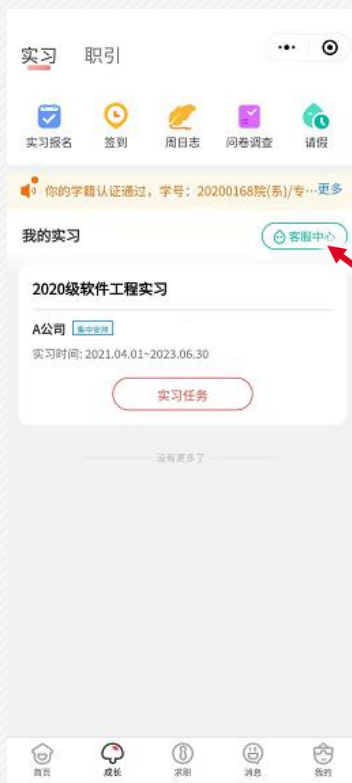 实习 职引
实习报名 签到 周日志 问卷调查 请假
你的学籍认证通过，学号：20200168院(系)/专…更多
我的实习 客服中心
2020级软件工程实习
A公司 集中安排
实习时间: 2021.04.01~2023.06.30
实习任务
没有更多了
首页 成长 求职 消息 我的